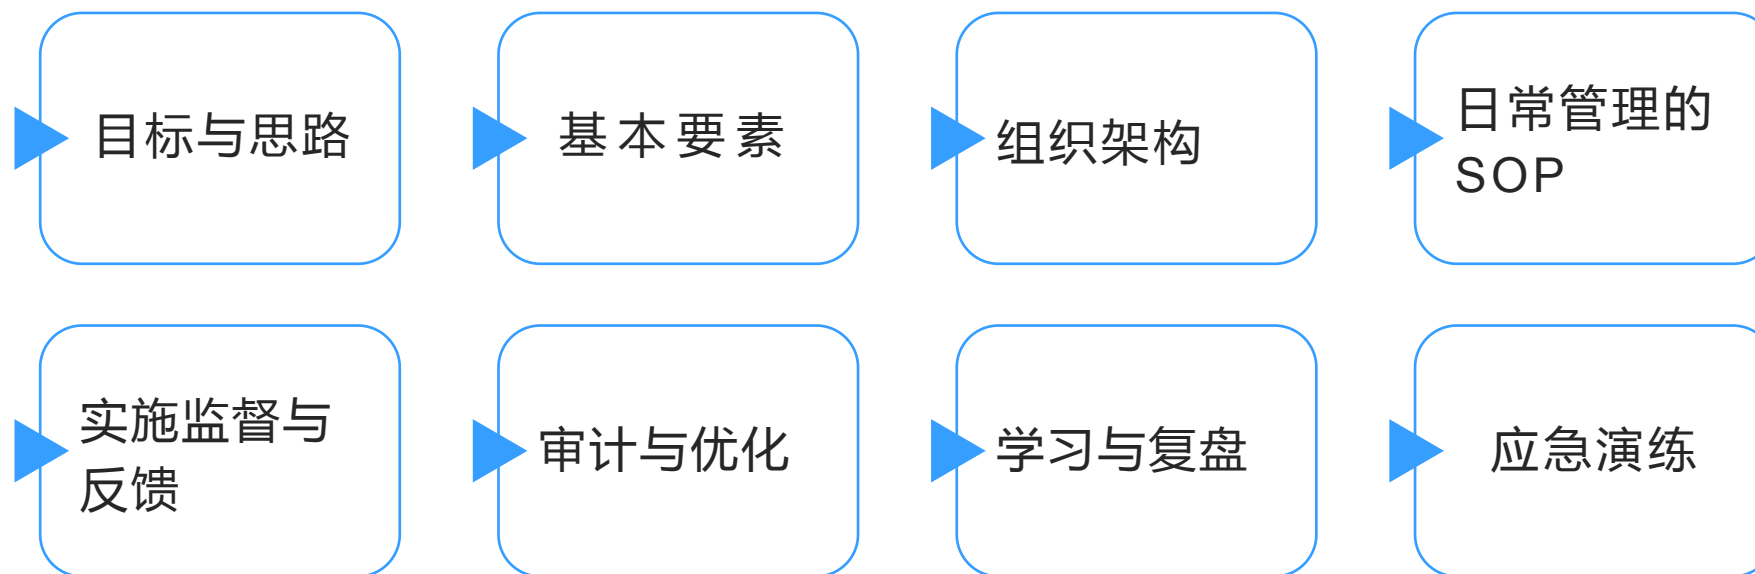 目标与思路
基本要素
组织架构
日常管理的
SOP
实施监督与
反馈
审计与优化
学习与复盘
应急演练